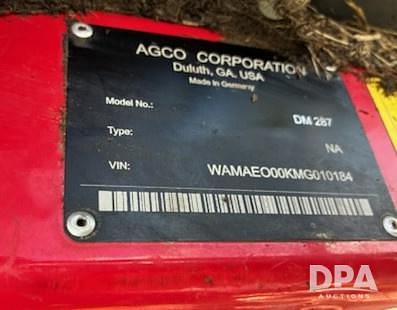 AGCO CORPORATION
Duluth, GA. USA
Made in Germany
Model No.: DM 287
Type: NA
VIN: WAMAEO00KMG010184
DPA
AUCTIONS